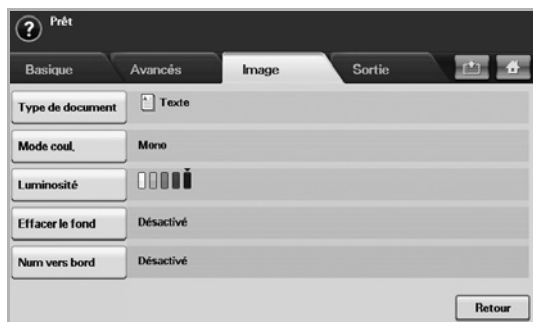 ? Prêt
Basique Avancés Image Sortie
Type de document Texte
Mode coul. Mono
Luminosité
Effacer le fond Désactivé
Num vers bord Désactivé
Retour